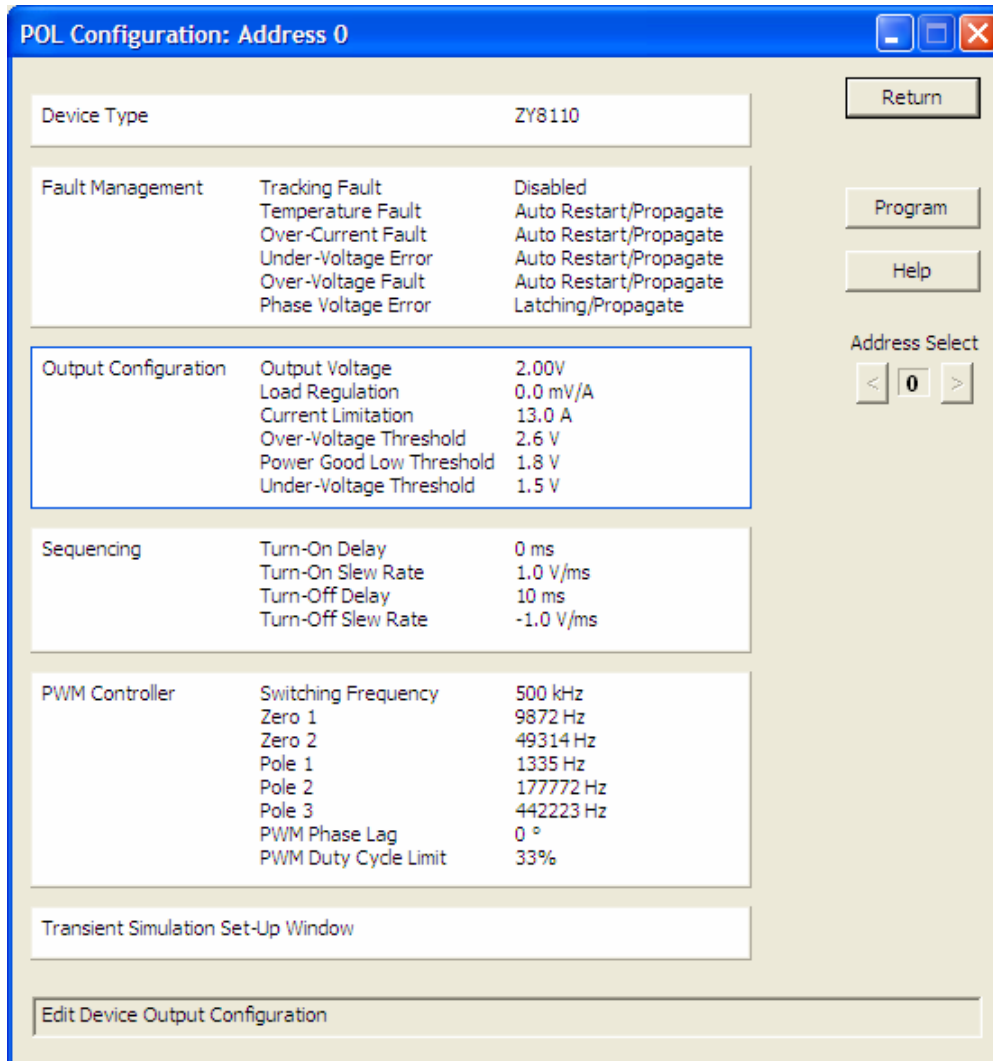 POL Configuration: Address 0
Return
Device Type ZY8110
Fault Management Tracking Fault Disabled
Temperature Fault Auto Restart/Propagate
Over-Current Fault Auto Restart/Propagate
Under-Voltage Error Auto Restart/Propagate
Over-Voltage Fault Auto Restart/Propagate
Phase Voltage Error Latching/Propagate
Program
Help
Address Select
< 0 >
Output Configuration Output Voltage 2.00V
Load Regulation 0.0 mV/A
Current Limitation 13.0 A
Over-Voltage Threshold 2.6 V
Power Good Low Threshold 1.8 V
Under-Voltage Threshold 1.5 V
Sequencing Turn-On Delay 0 ms
Turn-On Slew Rate 1.0 V/ms
Turn-Off Delay 10 ms
Turn-Off Slew Rate -1.0 V/ms
PWM Controller Switching Frequency 500 kHz
Zero 1 9872 Hz
Zero 2 49314 Hz
Pole 1 1335 Hz
Pole 2 177772 Hz
Pole 3 442223 Hz
PWM Phase Lag 0 °
PWM Duty Cycle Limit 33%
Transient Simulation Set-Up Window
Edit Device Output Configuration